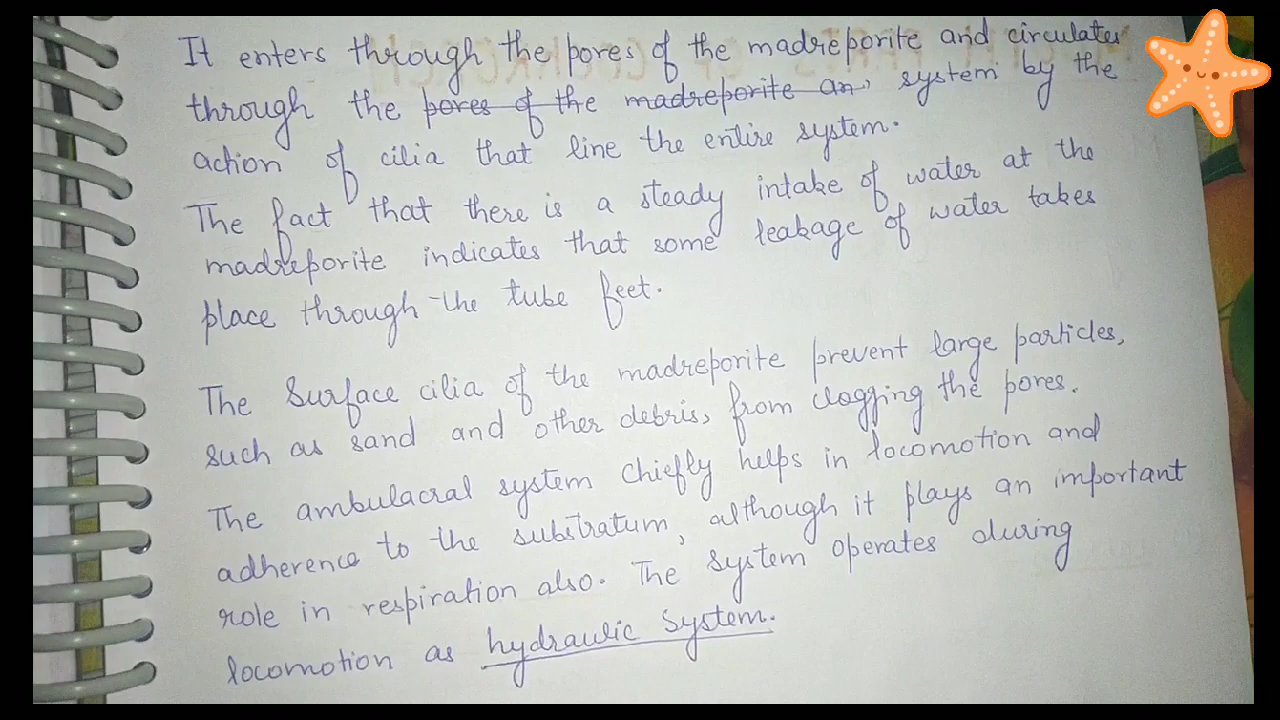 It enters through the pores of the madreporite and circulates
through the pores of the madreporite an, system by the
action of cilia that line the entire system.
The fact that there is a steady intake of water at the
madreporite indicates that some leakage of water takes
place through the tube feet.
The Surface cilia of the madreporite prevent large particles,
such as sand and other debris, from clogging the pores.
The ambulacral system chiefly helps in locomotion and
adherence to the substratum, although it plays an important
role in respiration also. The system operates during
locomotion as hydraulic system.